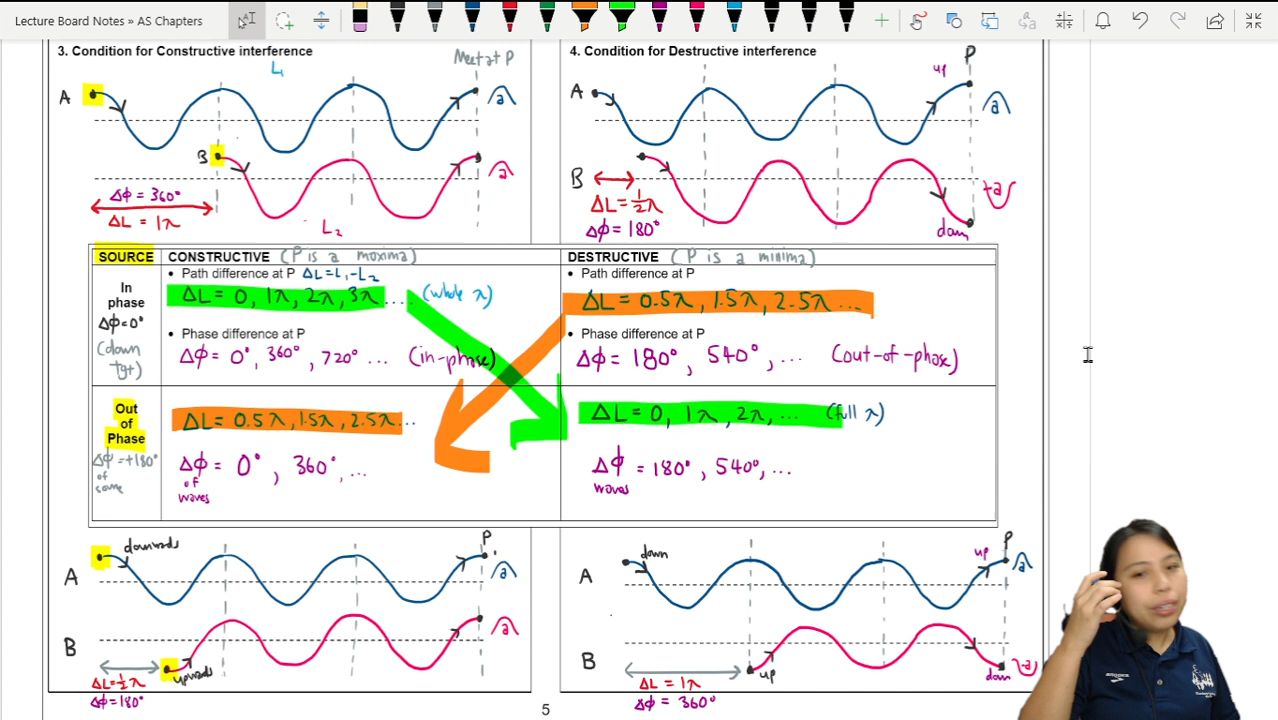 Lecture Board Notes » AS Chapters
3. Condition for Constructive interference
Meet at P
L₁
A
a
B
a
Δϕ = 360°
ΔL = 1λ
L₂
4. Condition for Destructive interference
P
up
A
a
B
-a
ΔL = ½λ
Δϕ = 180°
down
SOURCE
CONSTRUCTIVE (P is a maxima)
DESTRUCTIVE (P is a minima)
In
phase
Δϕ=0°
(down
tgt)
• Path difference at P ΔL = L₁-L₂
ΔL = 0, 1λ, 2λ, 3λ .... (whole λ)
• Phase difference at P
Δϕ = 0°, 360°, 720° ... (in-phase)
• Path difference at P
ΔL = 0.5λ, 1.5λ, 2.5λ ...
• Phase difference at P
Δϕ = 180°, 540°, ... (out-of-phase)
Out
of
Phase
Δϕ=+180°
of
same
ΔL = 0.5λ, 1.5λ, 2.5λ...
Δϕ = 0°, 360°, ...
of
waves
ΔL = 0, 1λ, 2λ, ... (full λ)
Δϕ = 180°, 540°, ...
waves
downwards
P
A
a
B
a
upwards
ΔL=½λ
Δϕ=180°
down
P
up
A
a
B
up
down
-a
ΔL = 1λ
Δϕ = 360°
5